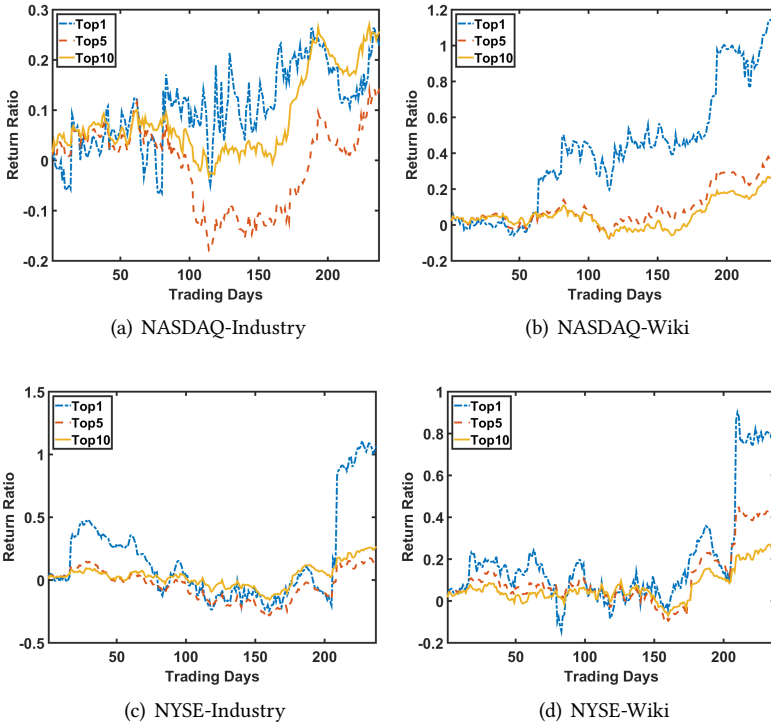 0.3
0.2
0.1
0
-0.1
-0.2
Return Ratio
Top1
Top5
Top10
50
100
150
200
Trading Days
(a) NASDAQ-Industry
1.2
1
0.8
0.6
0.4
0.2
0
-0.2
Return Ratio
Top1
Top5
Top10
50
100
150
200
Trading Days
(b) NASDAQ-Wiki
1.5
1
0.5
0
-0.5
Return Ratio
Top1
Top5
Top10
50
100
150
200
Trading Days
(c) NYSE-Industry
1
0.8
0.6
0.4
0.2
0
-0.2
Return Ratio
Top1
Top5
Top10
50
100
150
200
Trading Days
(d) NYSE-Wiki